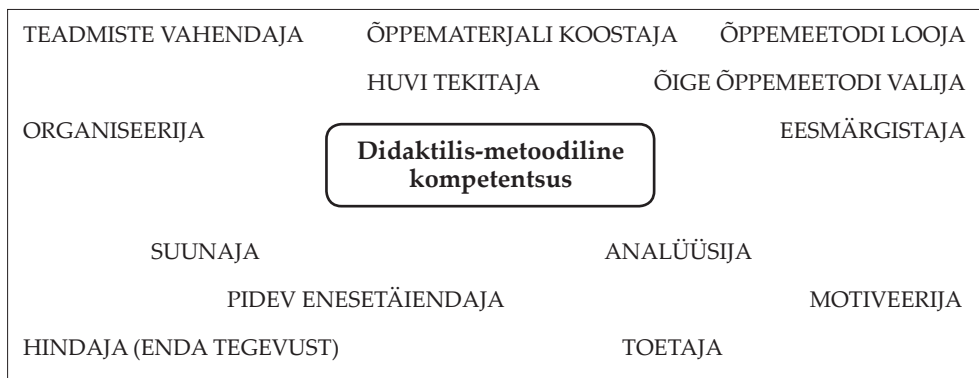 TEADMISTE VAHENDAJA ÕPPEMATERJALI KOOSTAJA ÕPPEMEETODI LOOJA
HUVI TEKITAJA ÕIGE ÕPPEMEETODI VALIJA
ORGANISEERIJA EESMÄRGISTAJA
Didaktilis-metoodiline
kompetentsus
SUUNAJA ANALÜÜSIJA
PIDEV ENESETÄIENDAJA MOTIVEERIJA
HINDAJA (ENDA TEGEVUST) TOETAJA